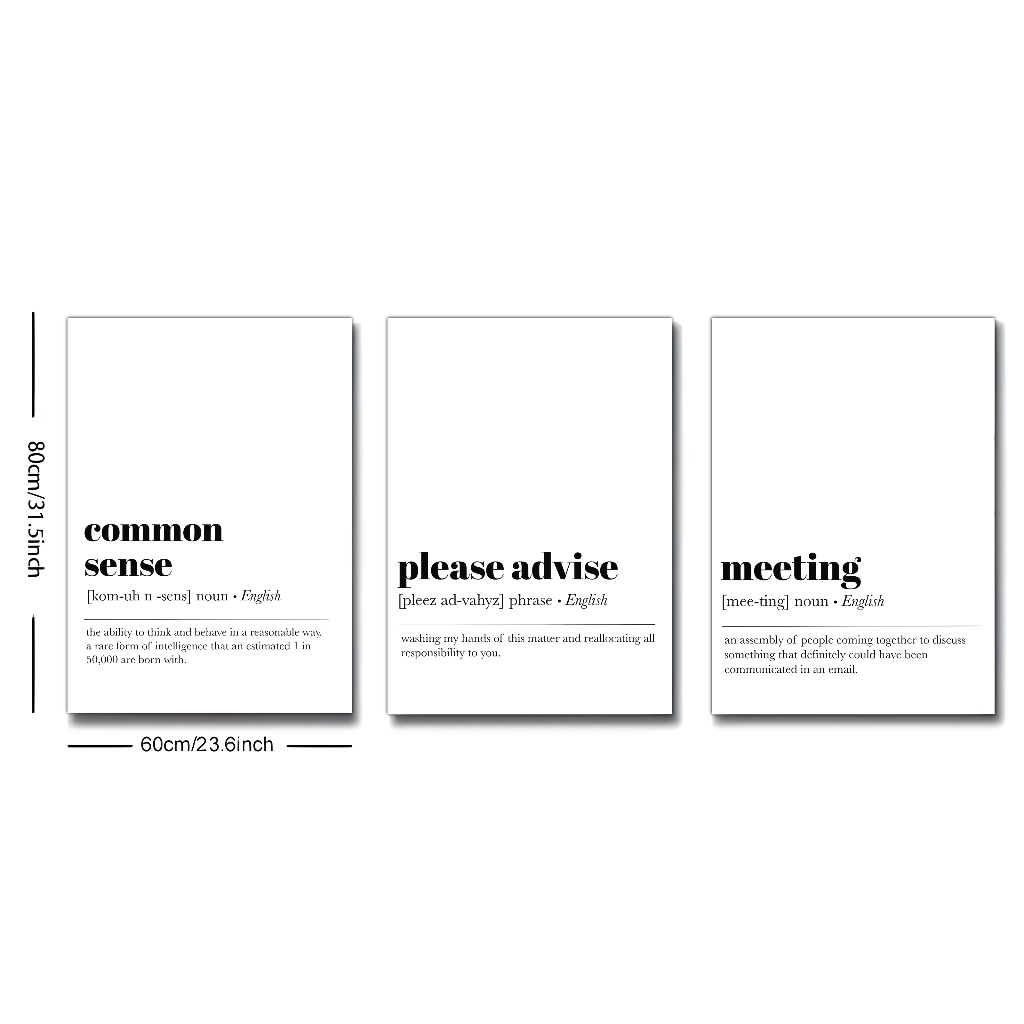 80cm/31.5inch
common
sense
[kom-uh n -sens] noun • English
the ability to think and behave in a reasonable way.
a rare form of intelligence that an estimated 1 in
50,000 are born with.
please advise
[pleez ad-vahyz] phrase • English
washing my hands of this matter and reallocating all
responsibility to you.
meeting
[mee-ting] noun • English
an assembly of people coming together to discuss
something that definitely could have been
communicated in an email.
60cm/23.6inch